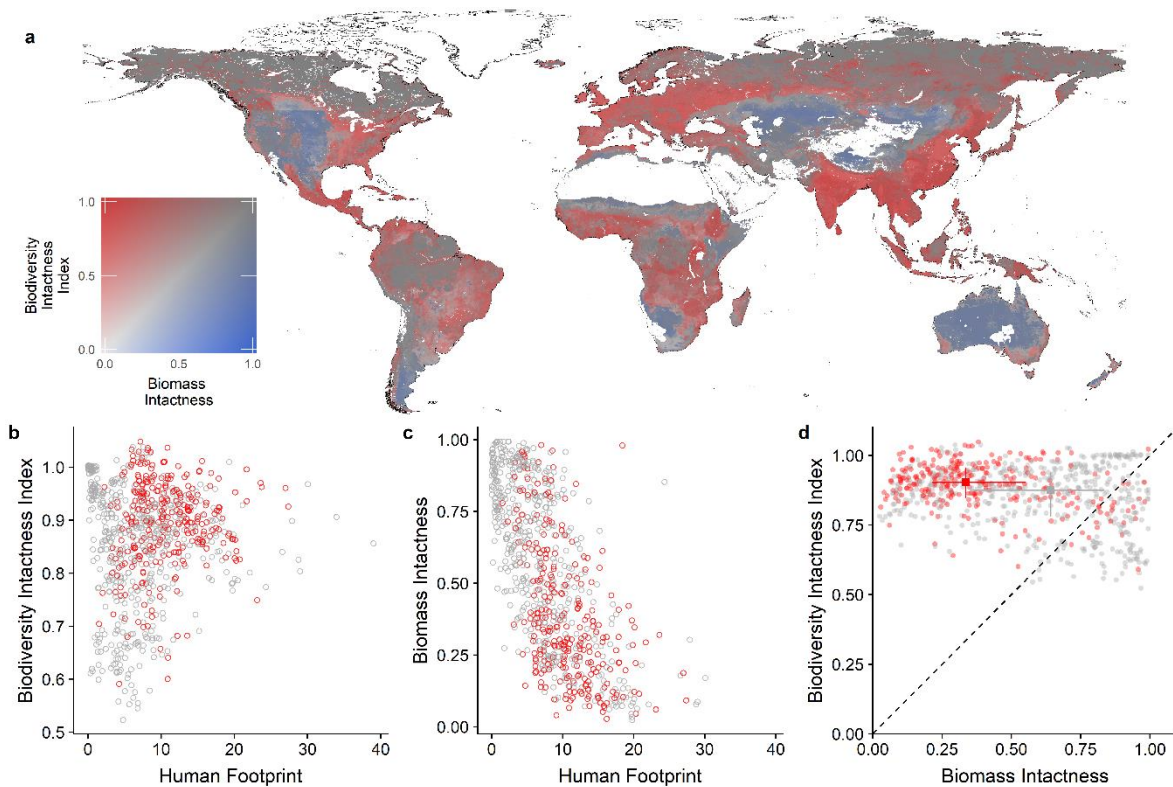 a
1.0
0.5
0.0
Biodiversity
Intactness
Index
0.0 0.5 1.0
Biomass
Intactness
b
Biodiversity Intactness Index
1.0
0.9
0.8
0.7
0.6
0.5
0 10 20 30 40
Human Footprint
c
Biomass Intactness
1.00
0.75
0.50
0.25
0.00
0 10 20 30 40
Human Footprint
d
Biodiversity Intactness Index
1.00
0.75
0.50
0.25
0.00
0.00 0.25 0.50 0.75 1.00
Biomass Intactness